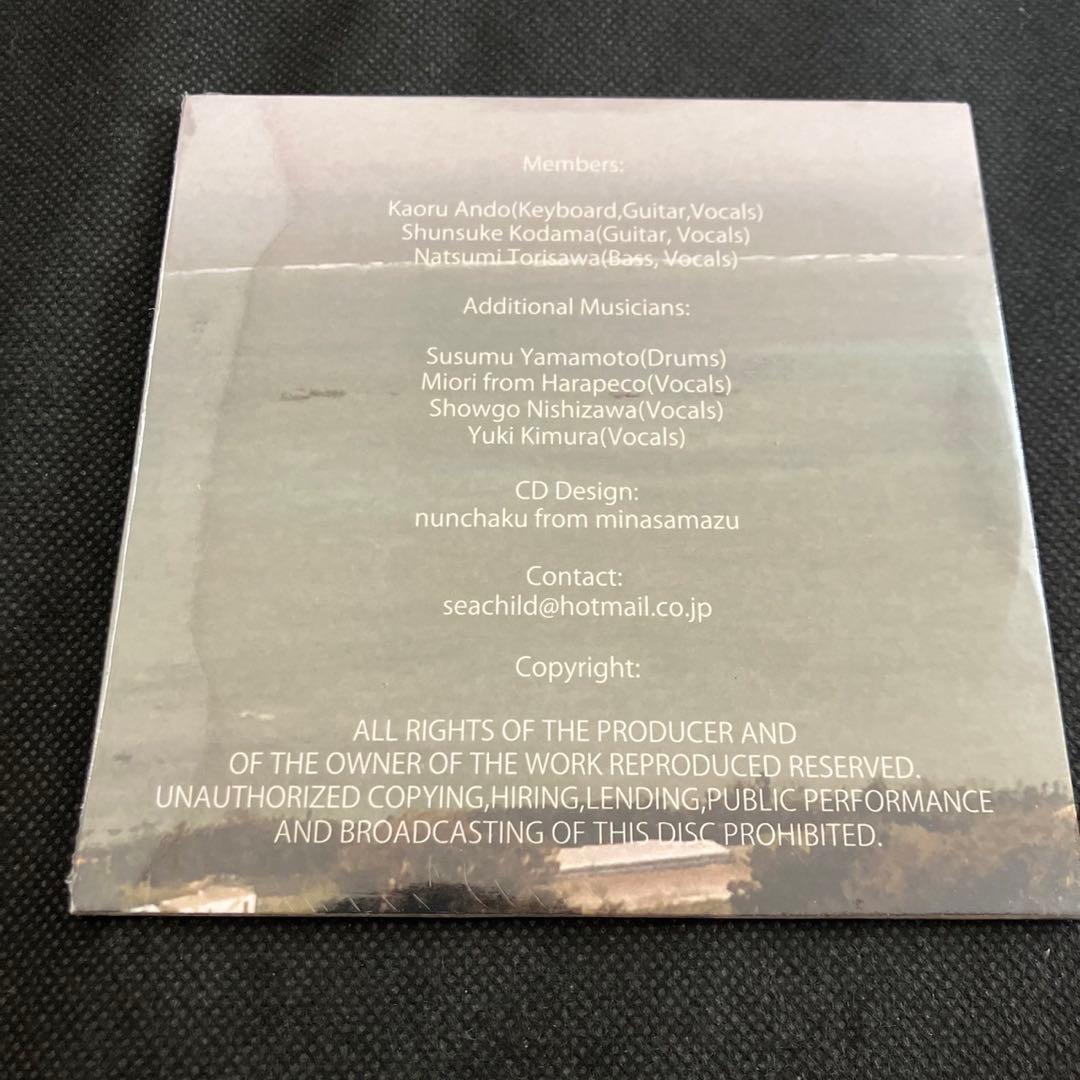 Members:
Kaoru Ando(Keyboard,Guitar,Vocals)
Shunsuke Kodama(Guitar, Vocals)
Natsumi Torisawa(Bass, Vocals)
Additional Musicians:
Susumu Yamamoto(Drums)
Miori from Harapeco(Vocals)
Showgo Nishizawa(Vocals)
Yuki Kimura(Vocals)
CD Design:
nunchaku from minasamazu
Contact:
seachild@hotmail.co.jp
Copyright:
ALL RIGHTS OF THE PRODUCER AND
OF THE OWNER OF THE WORK REPRODUCED RESERVED.
UNAUTHORIZED COPYING,HIRING,LENDING,PUBLIC PERFORMANCE
AND BROADCASTING OF THIS DISC PROHIBITED.